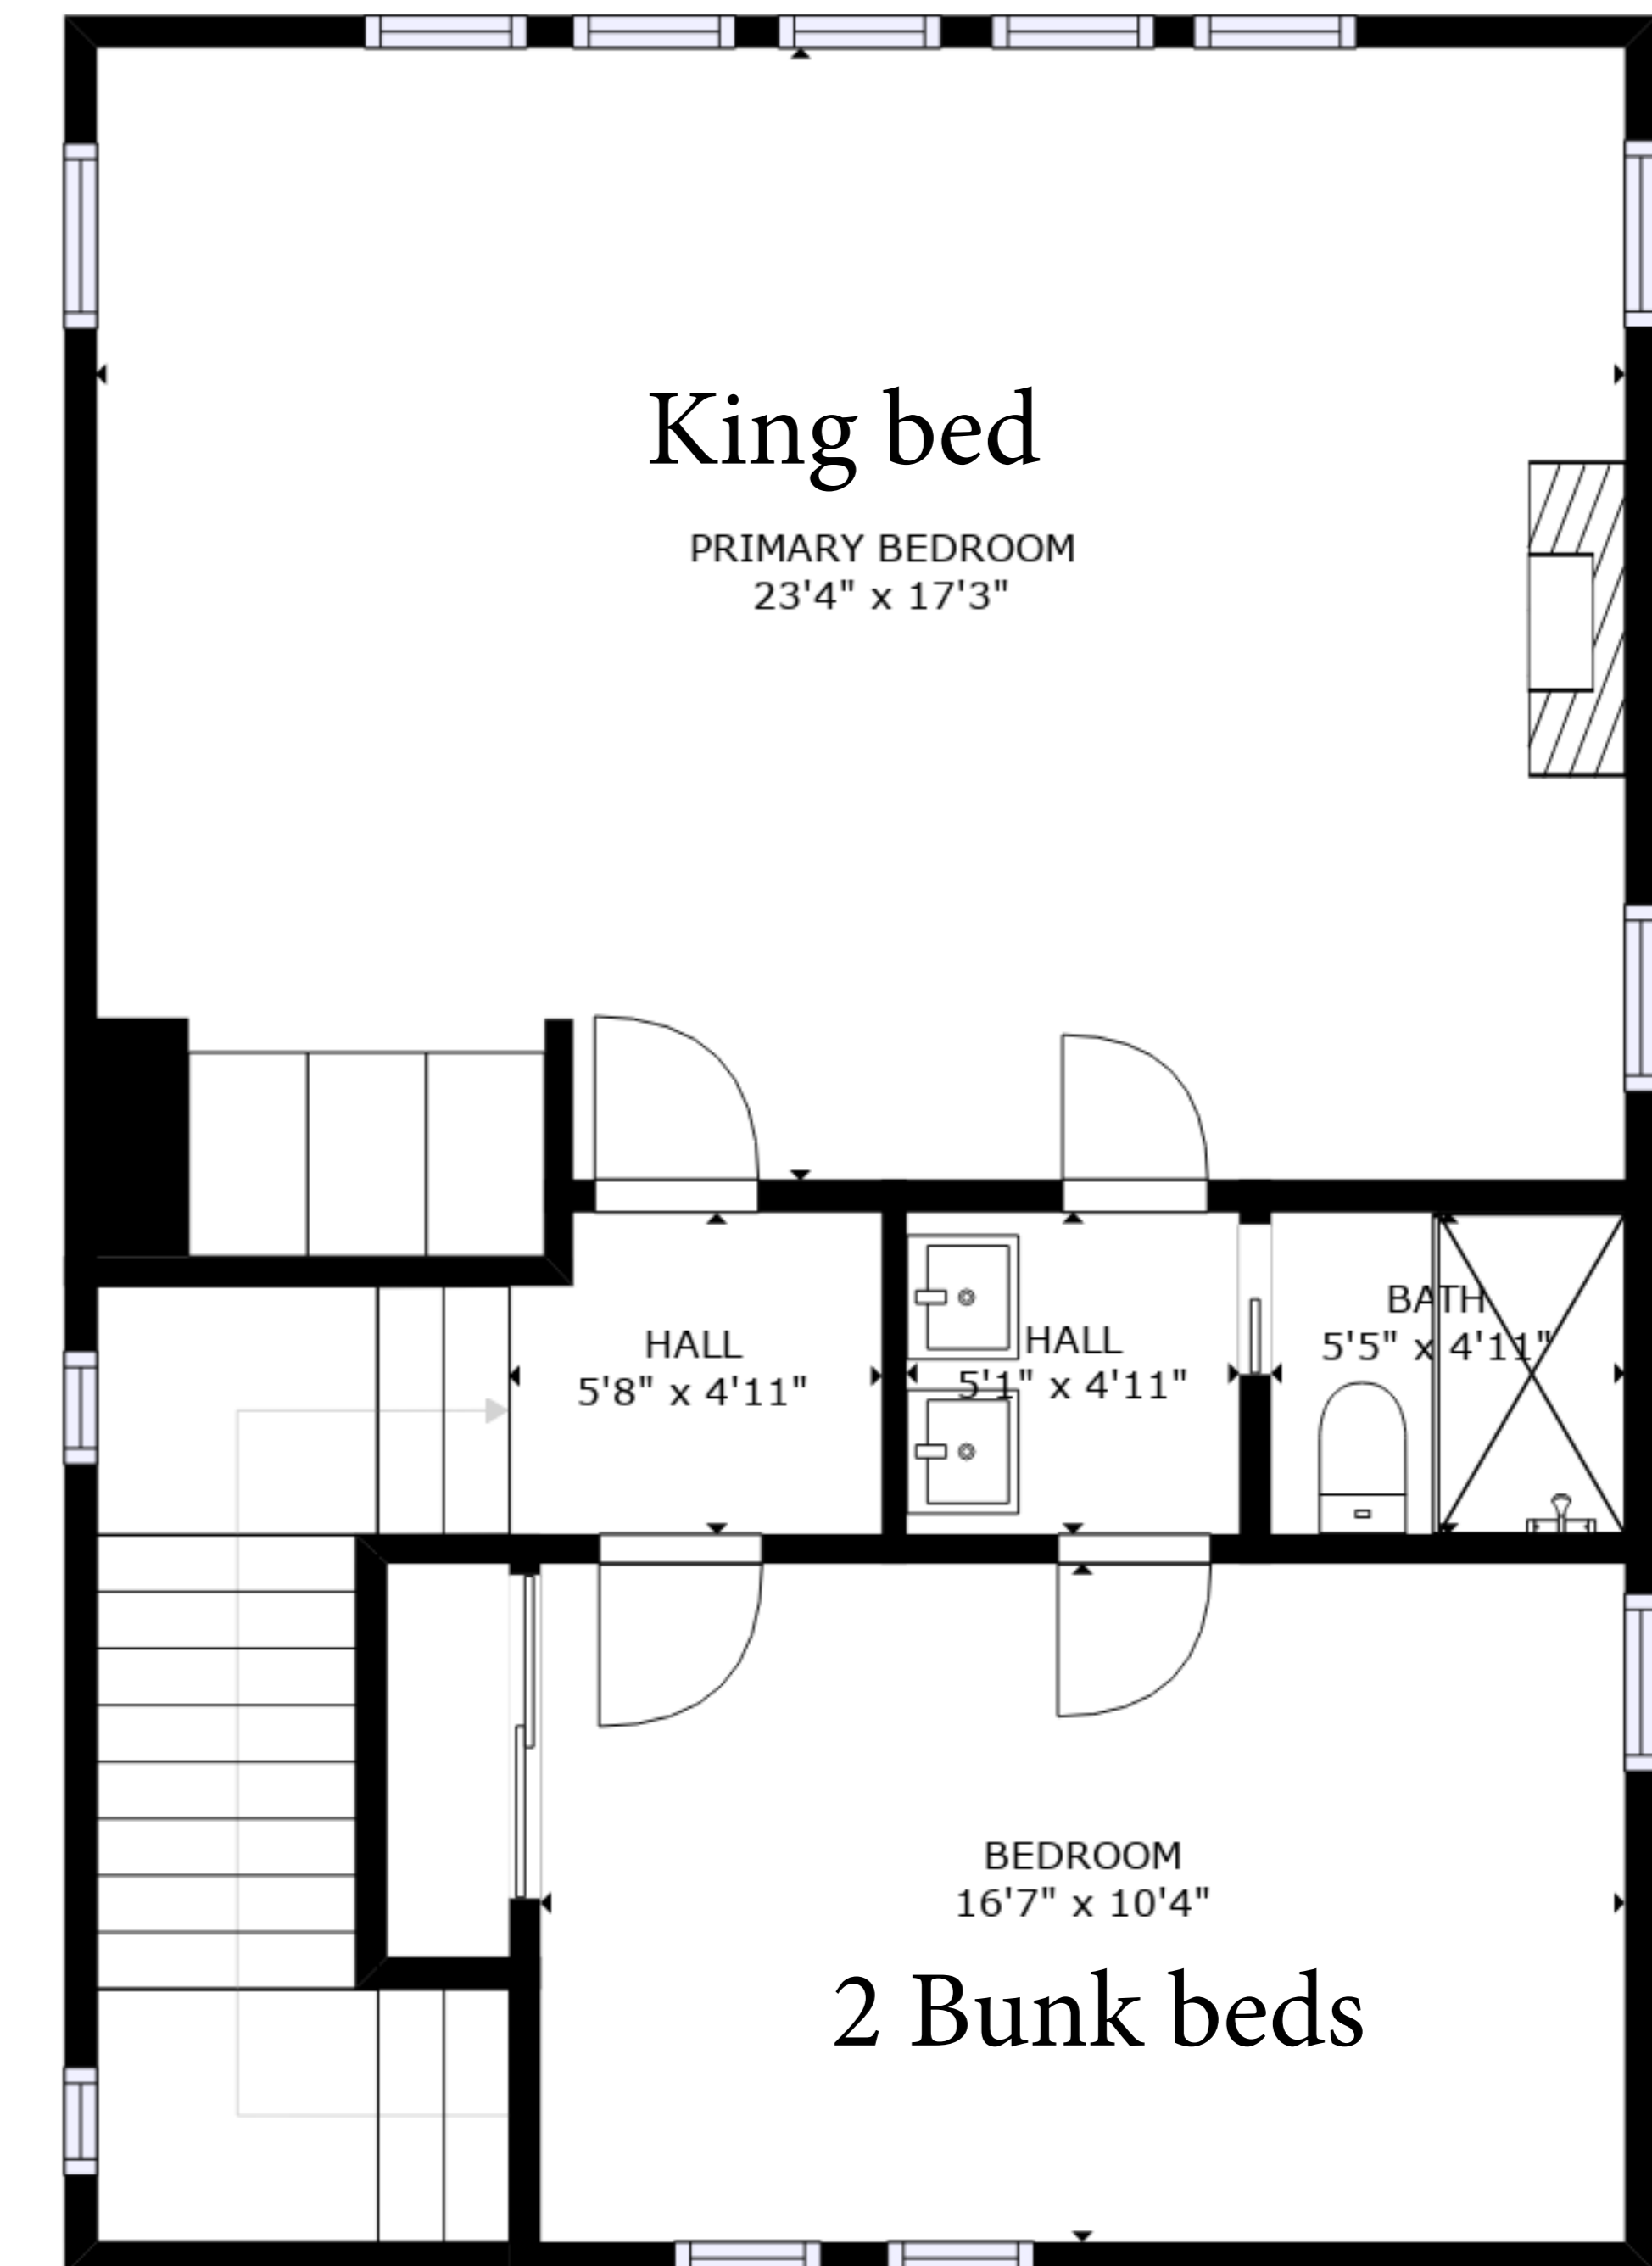 King bed
PRIMARY BEDROOM
23'4" x 17'3"
HALL
5'8" x 4'11"
HALL
5'1" x 4'11"
BATH
5'5" x 4'11"
BEDROOM
16'7" x 10'4"
2 Bunk beds